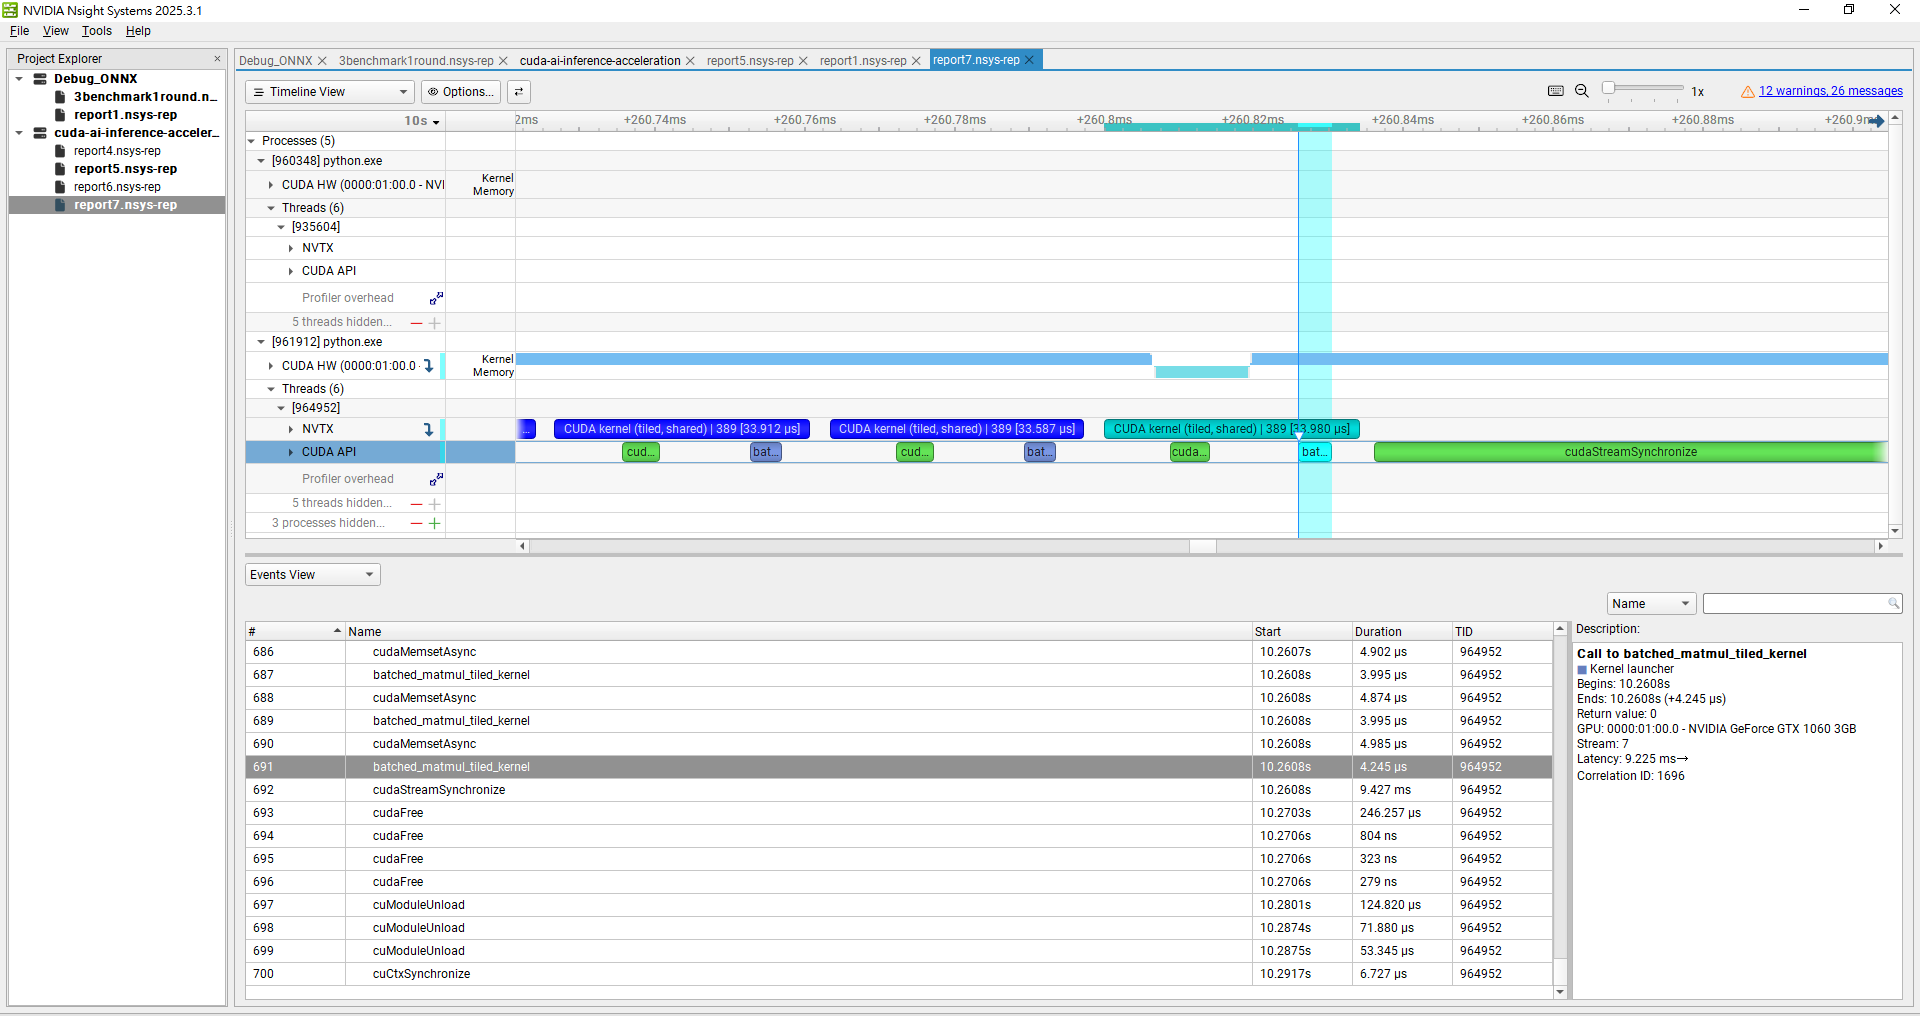 NVIDIA Nsight Systems 2025.3.1
File View Tools Help
Project Explorer
Debug_ONNX
3benchmark1round.n...
report1.nsys-rep
cuda-ai-inference-acceler...
report4.nsys-rep
report5.nsys-rep
report6.nsys-rep
report7.nsys-rep
Debug_ONNX 3benchmark1round.nsys-rep cuda-ai-inference-acceleration report5.nsys-rep report1.nsys-rep report7.nsys-rep
Timeline View Options... 1x 12 warnings, 26 messages
10s 2ms +260.74ms +260.76ms +260.78ms +260.8ms +260.82ms +260.84ms +260.86ms +260.88ms +260.9m
Processes (5)
[960348] python.exe
CUDA HW (0000:01:00.0 - NVI
Kernel
Memory
Threads (6)
[935604]
NVTX
CUDA API
Profiler overhead
5 threads hidden...
[961912] python.exe
CUDA HW (0000:01:00.0
Kernel
Memory
Threads (6)
[964952]
NVTX ... CUDA kernel (tiled, shared) | 389 [33.912 µs] CUDA kernel (tiled, shared) | 389 [33.587 µs] CUDA kernel (tiled, shared) | 389 [33.980 µs]
CUDA API cud... bat... cud... bat... cuda... bat... cudaStreamSynchronize
Profiler overhead
5 threads hidden...
3 processes hidden...
Events View
Name
# Name Start Duration TID
686 cudaMemsetAsync 10.2607s 4.902 µs 964952
687 batched_matmul_tiled_kernel 10.2608s 3.995 µs 964952
688 cudaMemsetAsync 10.2608s 4.874 µs 964952
689 batched_matmul_tiled_kernel 10.2608s 3.995 µs 964952
690 cudaMemsetAsync 10.2608s 4.985 µs 964952
691 batched_matmul_tiled_kernel 10.2608s 4.245 µs 964952
692 cudaStreamSynchronize 10.2608s 9.427 ms 964952
693 cudaFree 10.2703s 246.257 µs 964952
694 cudaFree 10.2706s 804 ns 964952
695 cudaFree 10.2706s 323 ns 964952
696 cudaFree 10.2706s 279 ns 964952
697 cuModuleUnload 10.2801s 124.820 µs 964952
698 cuModuleUnload 10.2874s 71.880 µs 964952
699 cuModuleUnload 10.2875s 53.345 µs 964952
700 cuCtxSynchronize 10.2917s 6.727 µs 964952
Description:
Call to batched_matmul_tiled_kernel
Kernel launcher
Begins: 10.2608s
Ends: 10.2608s (+4.245 µs)
Return value: 0
GPU: 0000:01:00.0 - NVIDIA GeForce GTX 1060 3GB
Stream: 7
Latency: 9.225 ms→
Correlation ID: 1696